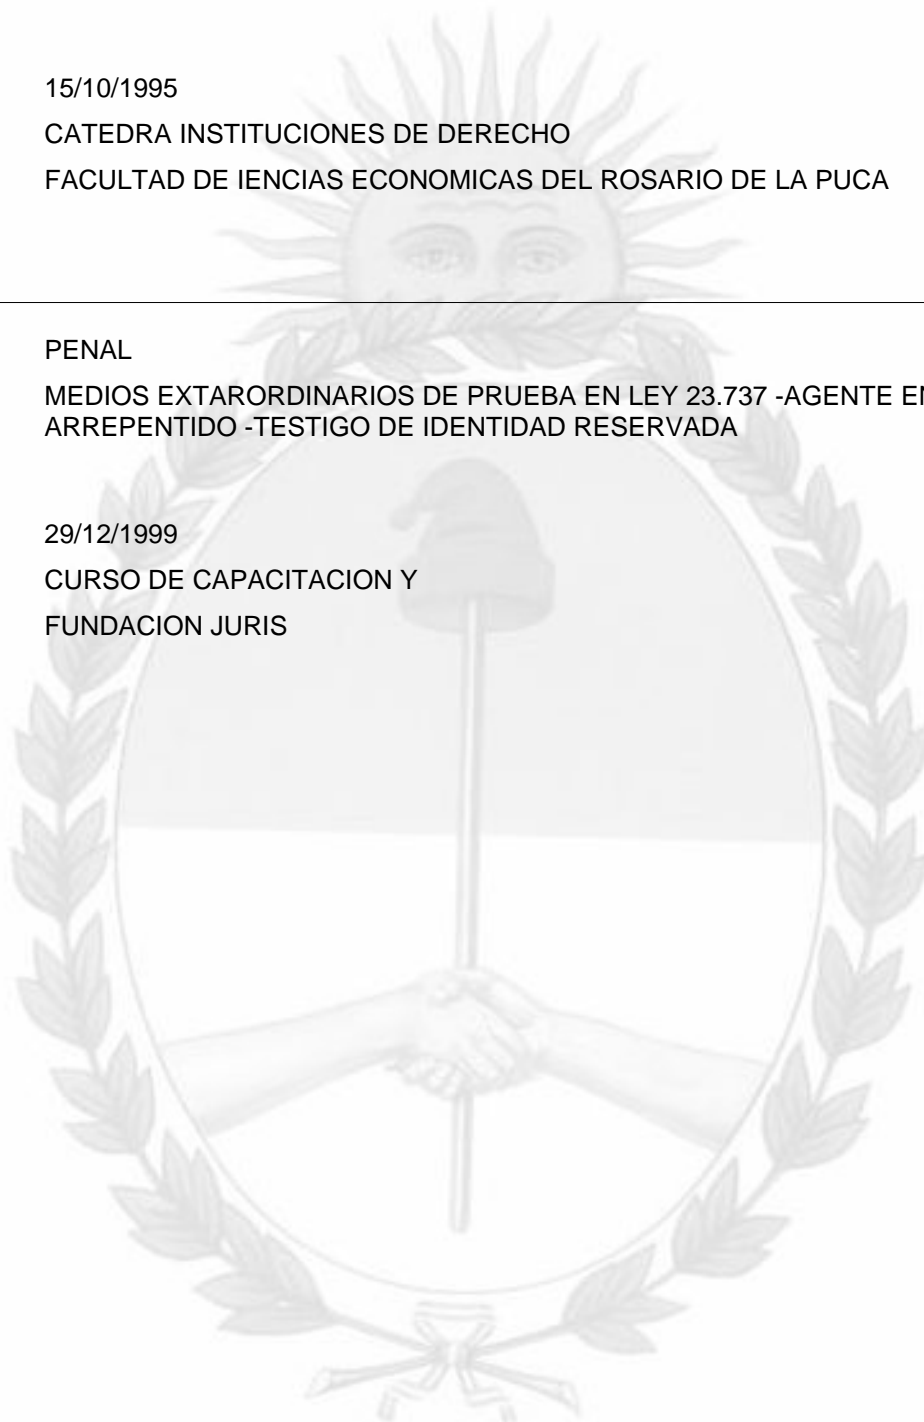 15/10/1995
CATEDRA INSTITUCIONES DE DERECHO
FACULTAD DE IENCIAS ECONOMICAS DEL ROSARIO DE LA PUCA
PENAL
MEDIOS EXTARORDINARIOS DE PRUEBA EN LEY 23.737 -AGENTE
ARREPENTIDO -TESTIGO DE IDENTIDAD RESERVADA
29/12/1999
CURSO DE CAPACITACION Y
FUNDACION JURIS